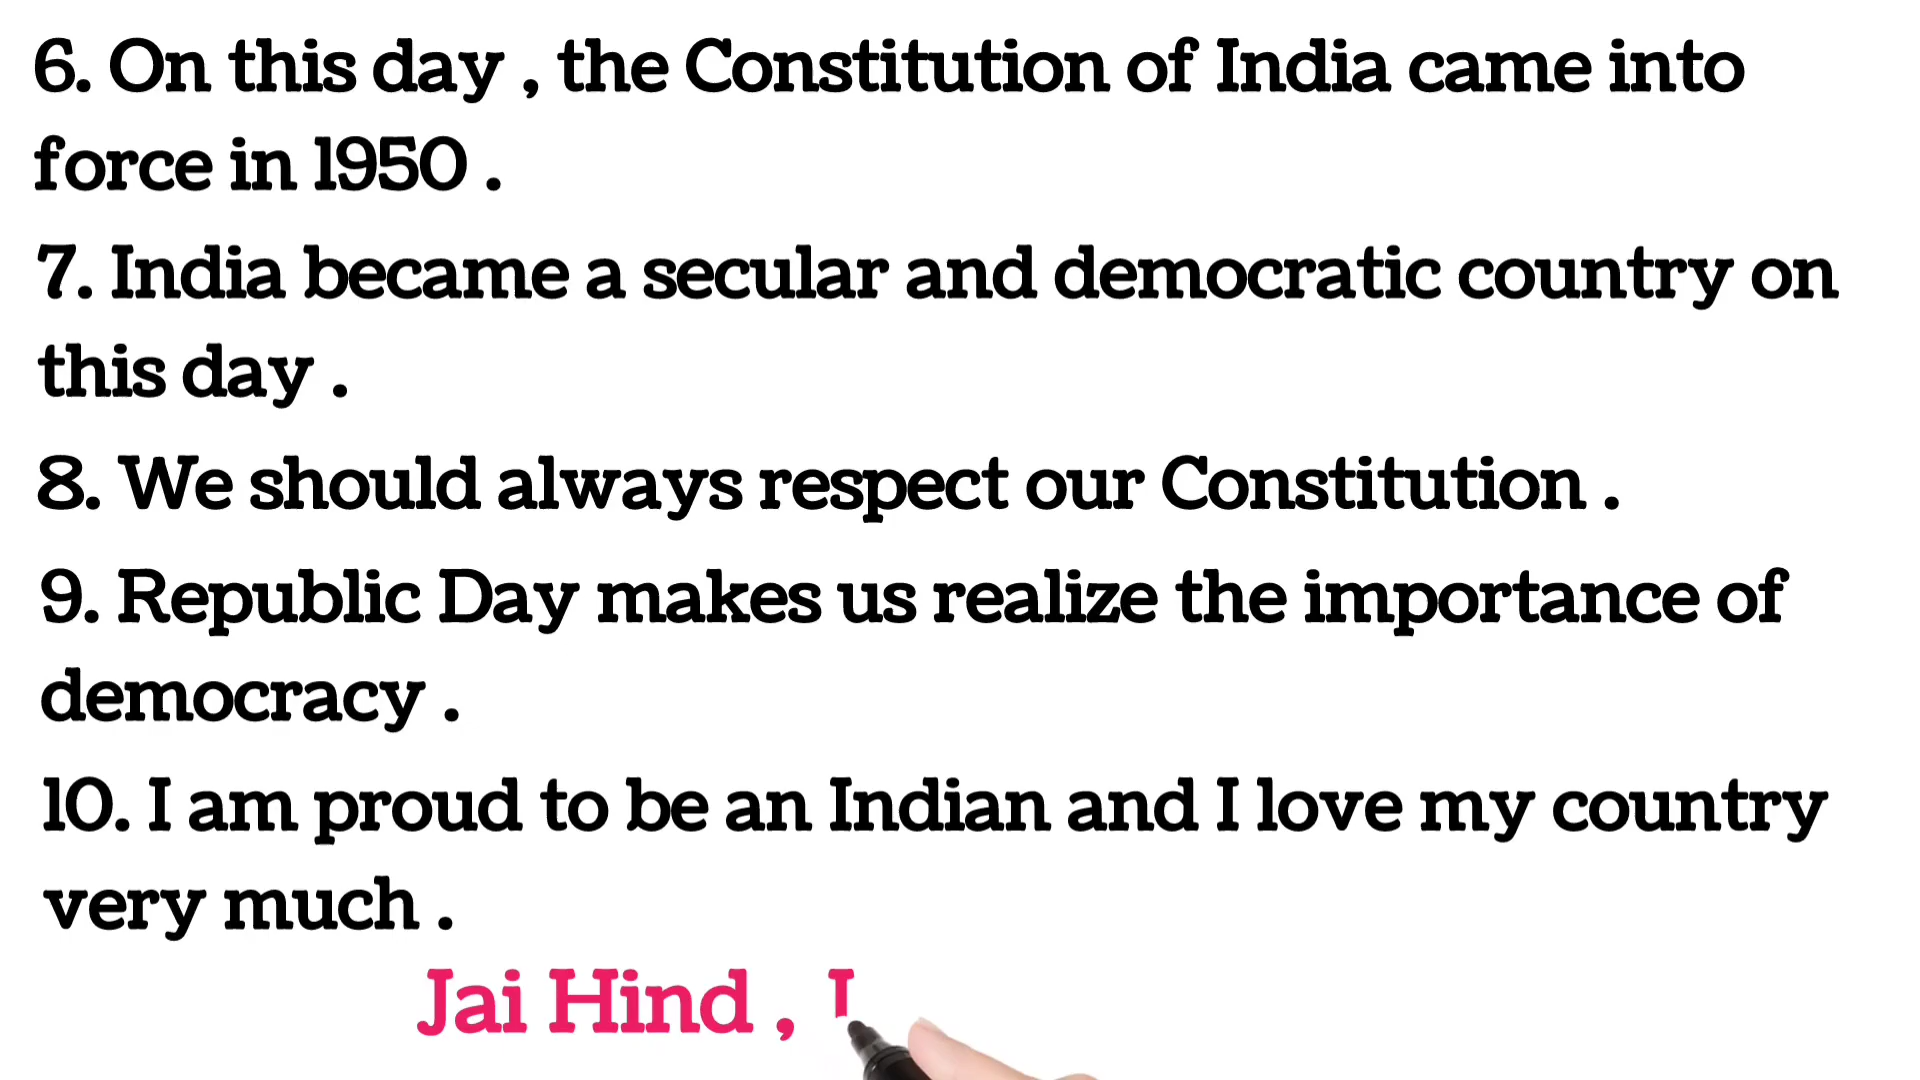 6. On this day , the Constitution of India came into
force in 1950 .
7. India became a secular and democratic country on
this day .
8. We should always respect our Constitution .
9. Republic Day makes us realize the importance of
democracy .
10. I am proud to be an Indian and I love my country
very much .
Jai Hind ,